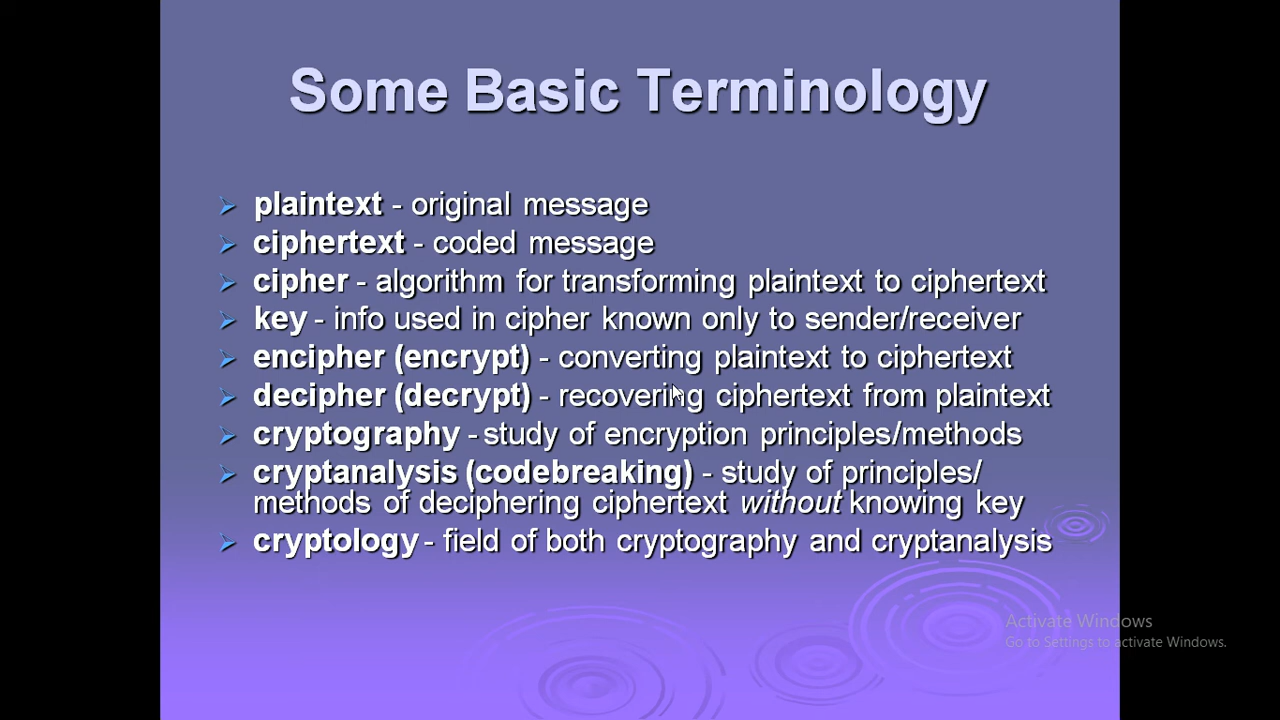 Some Basic Terminology
plaintext - original message
ciphertext - coded message
cipher - algorithm for transforming plaintext to ciphertext
key - info used in cipher known only to sender/receiver
encipher (encrypt) - converting plaintext to ciphertext
decipher (decrypt) - recovering ciphertext from plaintext
cryptography - study of encryption principles/methods
cryptanalysis (codebreaking) - study of principles/
methods of deciphering ciphertext without knowing key
cryptology - field of both cryptography and cryptanalysis
Activate Windows
Go to Settings to activate Windows.